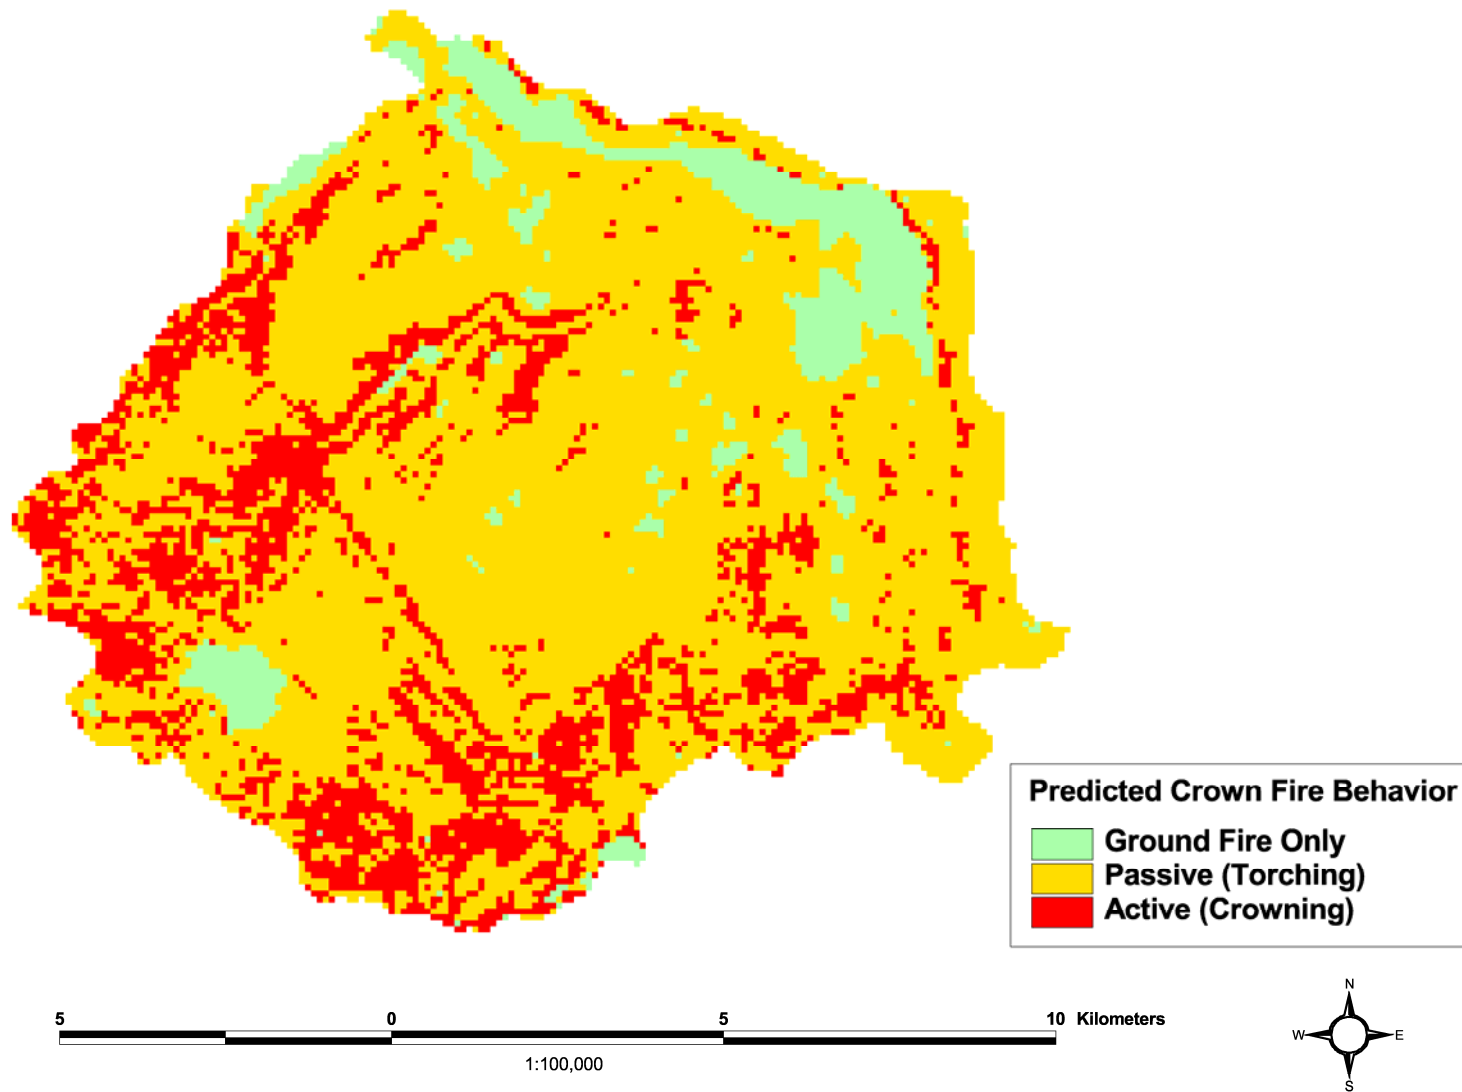 Predicted Crown Fire Behavior
Ground Fire Only
Passive (Torching)
Active (Crowning)
5 0 5 10 Kilometers
1:100,000
N
W E
S